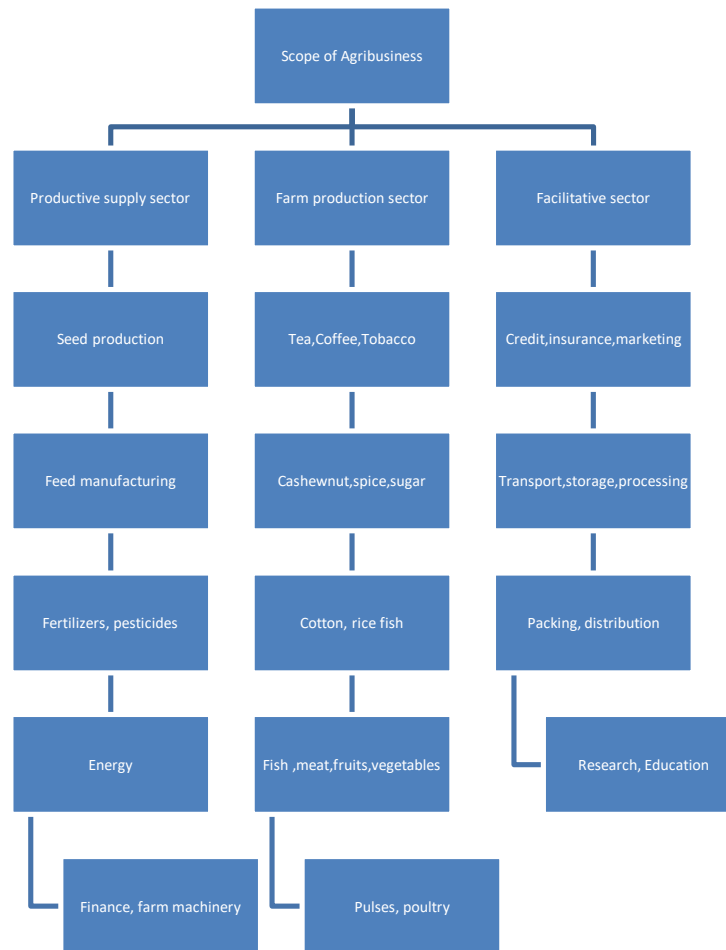 Scope of Agribusiness
Productive supply sector
Farm production sector
Facilitative sector
Seed production
Tea,Coffee,Tobacco
Credit,insurance,marketing
Feed manufacturing
Cashewnut,spice,sugar
Transport,storage,processing
Fertilizers, pesticides
Cotton, rice fish
Packing, distribution
Energy
Fish ,meat,fruits,vegetables
Research, Education
Finance, farm machinery
Pulses, poultry